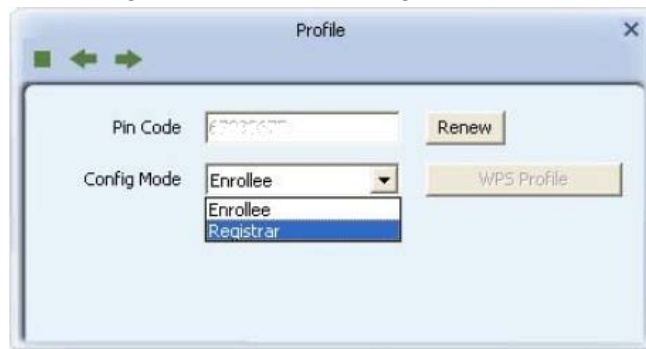 Profile
Pin Code Renew
Config Mode Enrollee WPS Profile
Enrollee
Registrar